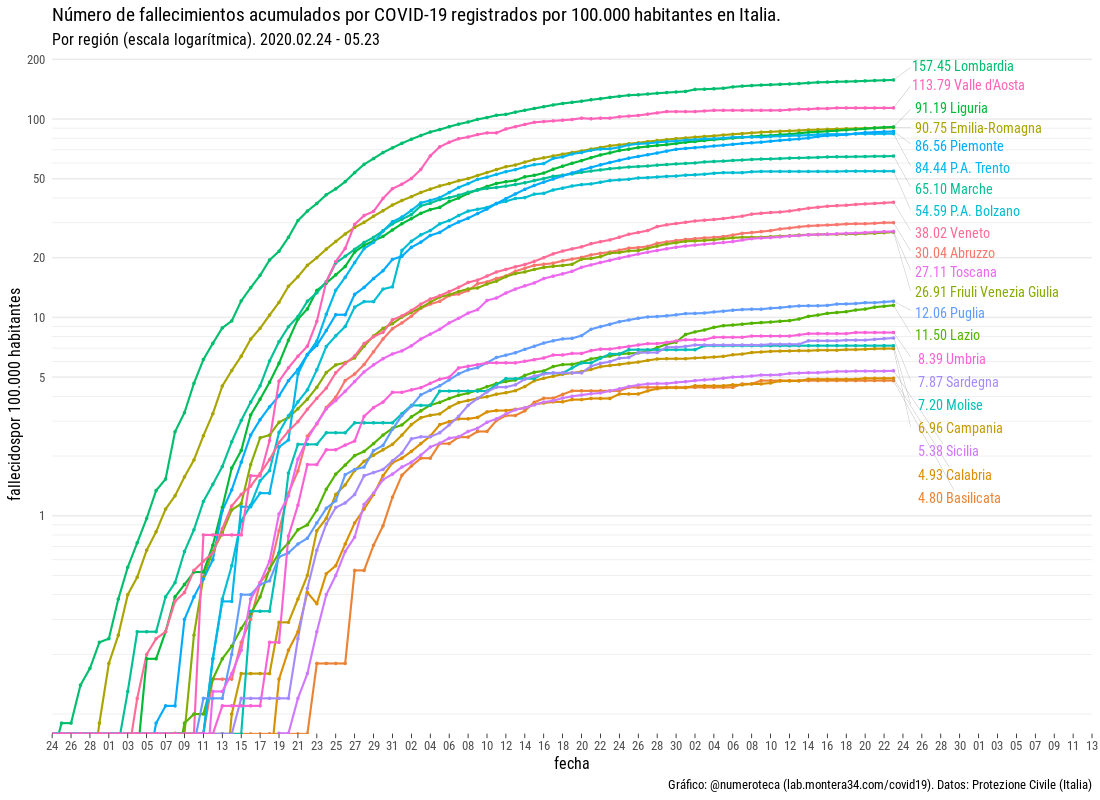 Número de fallecimientos acumulados por COVID-19 registrados por 100.000 habitantes en Italia.
Por región (escala logarítmica). 2020.02.24 - 05.23
200
100
50
20
10
5
1
fallecidospor 100.000 habitantes
157.45 Lombardia
113.79 Valle d'Aosta
91.19 Liguria
90.75 Emilia-Romagna
86.56 Piemonte
84.44 P.A. Trento
65.10 Marche
54.59 P.A. Bolzano
38.02 Veneto
30.04 Abruzzo
27.11 Toscana
26.91 Friuli Venezia Giulia
12.06 Puglia
11.50 Lazio
8.39 Umbria
7.87 Sardegna
7.20 Molise
6.96 Campania
5.38 Sicilia
4.93 Calabria
4.80 Basilicata
24 26 28 01 03 05 07 09 11 13 15 17 19 21 23 25 27 29 31 02 04 06 08 10 12 14 16 18 20 22 24 26 28 30 02 04 06 08 10 12 14 16 18 20 22 24 26 28 30 01 03 05 07 09 11 13
fecha
Gráfico: @numeroteca (lab.montera34.com/covid19). Datos: Protezione Civile (Italia)